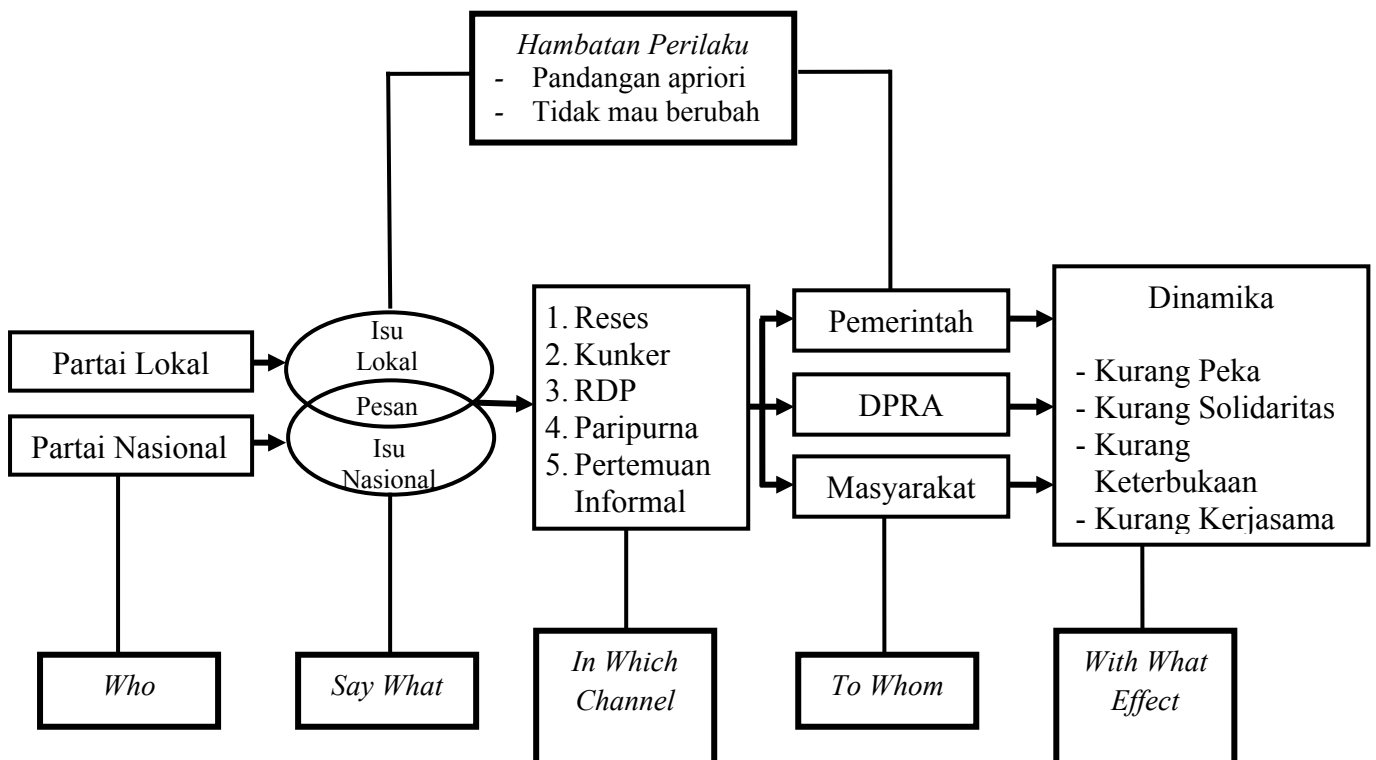 Hambatan Perilaku
- Pandangan apriori
- Tidak mau berubah
Partai Lokal
Partai Nasional
Isu
Lokal
Pesan
Isu
Nasional
1. Reses
2. Kunker
3. RDP
4. Paripurna
5. Pertemuan
Informal
Pemerintah
DPRA
Masyarakat
Dinamika
- Kurang Peka
- Kurang Solidaritas
- Kurang
Keterbukaan
- Kurang Kerjasama
Who
Say What
In Which
Channel
To Whom
With What
Effect